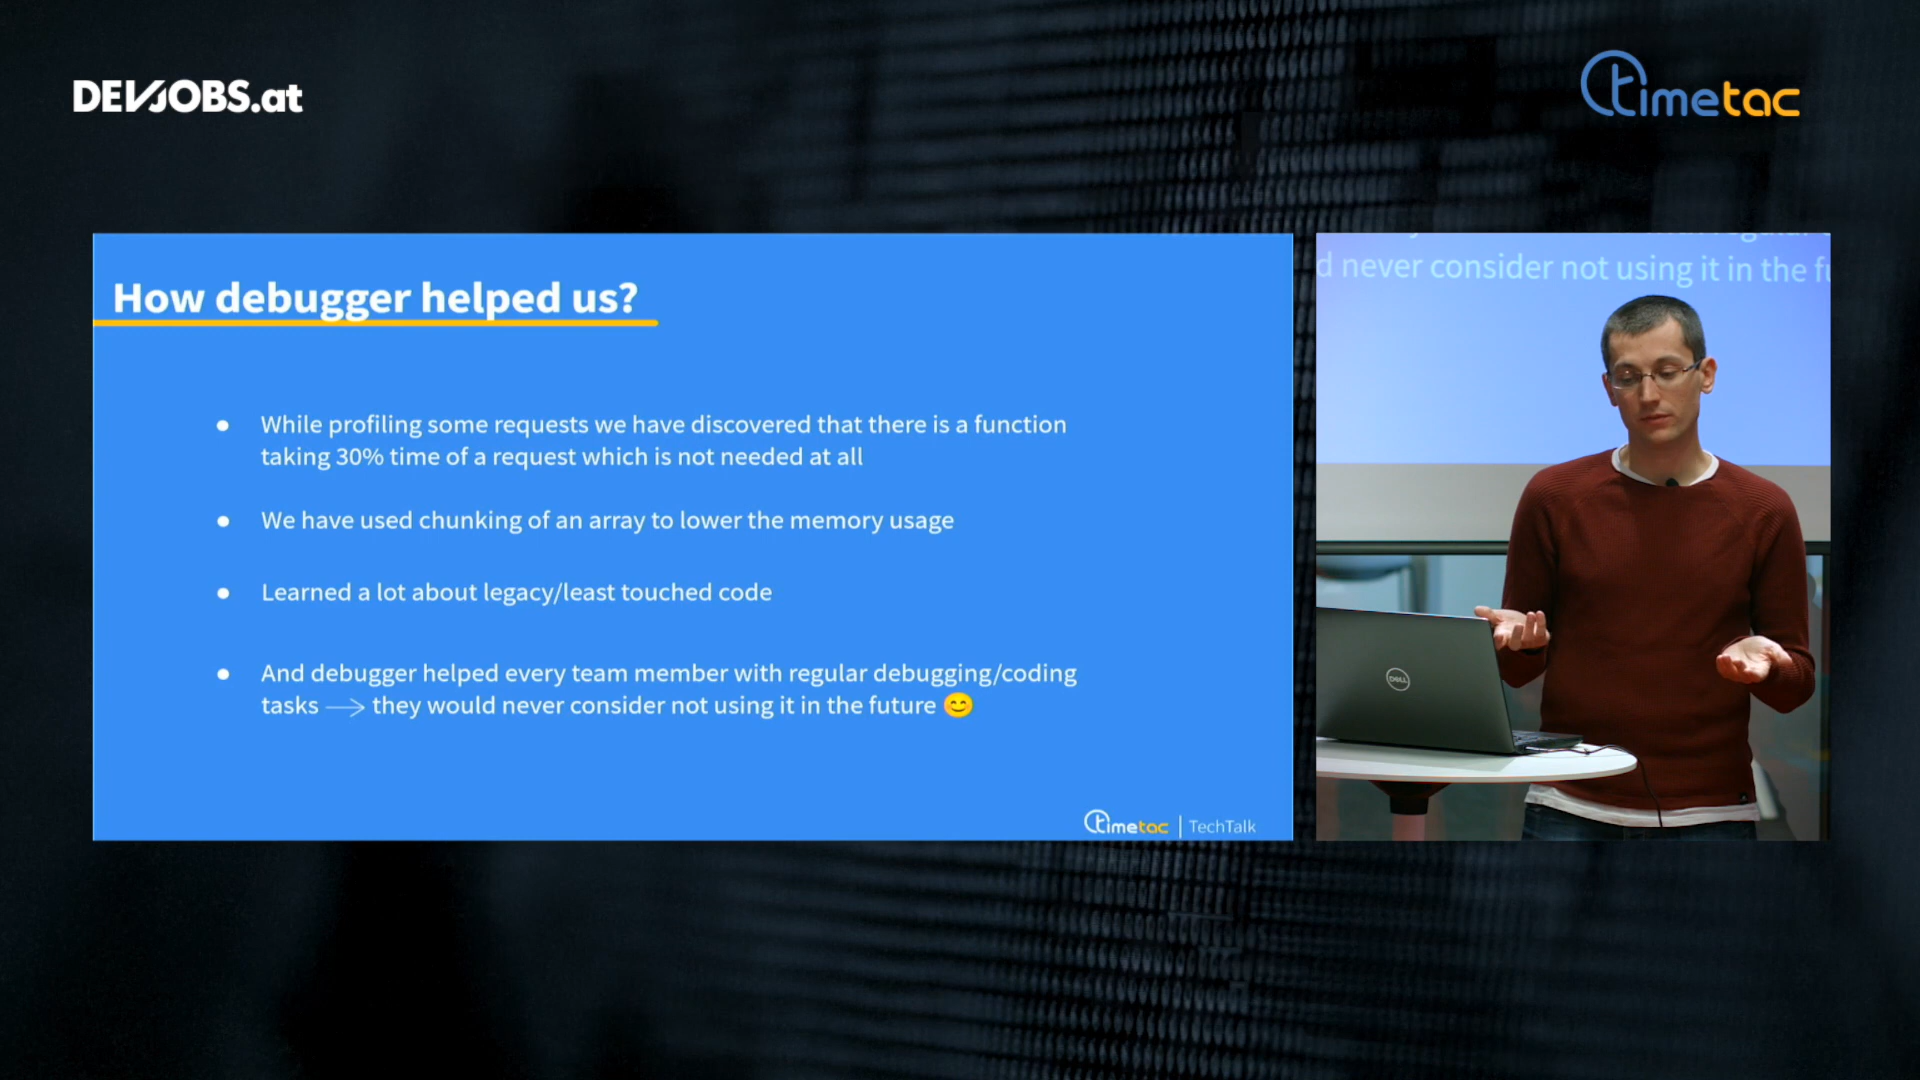 DEVJOBS.at
timetac
How debugger helped us?
While profiling some requests we have discovered that there is a function
taking 30% time of a request which is not needed at all
We have used chunking of an array to lower the memory usage
Learned a lot about legacy/least touched code
And debugger helped every team member with regular debugging/coding
tasks → they would never consider not using it in the future 😊
timetac | TechTalk
never consider not using it in the
DELL